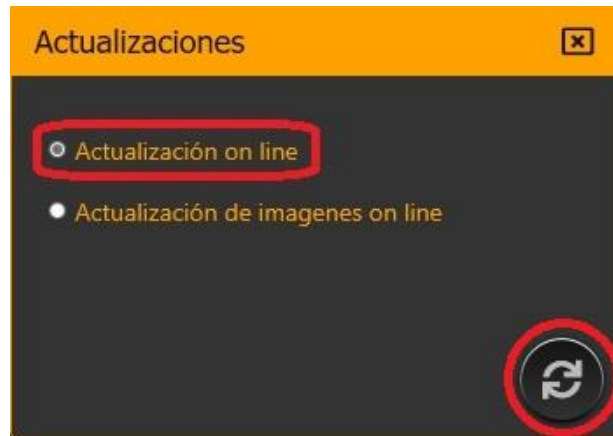 Actualizaciones
Actualización on line
Actualización de imagenes on line